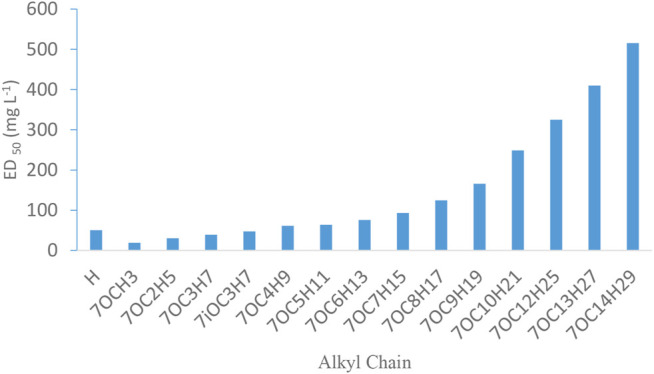 600
500
400
300
200
100
0
ED 50 (mg L-1)
H
7OCH3
7OC2H5
7OC3H7
7iOC3H7
7OC4H9
7OC5H11
7OC6H13
7OC7H15
7OC8H17
7OC9H19
7OC10H21
7OC12H25
7OC13H27
7OC14H29
Alkyl Chain